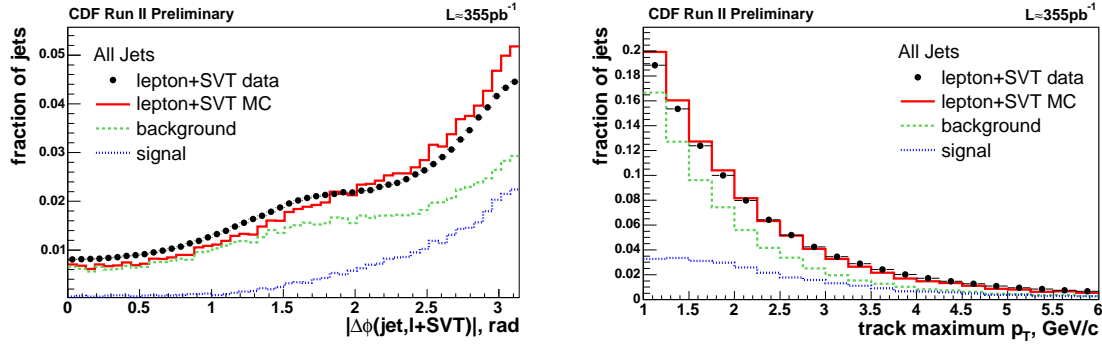 CDF Run II Preliminary L≈355pb⁻¹
fraction of jets
0.05
0.04
0.03
0.02
0.01
All Jets
lepton+SVT data
lepton+SVT MC
background
signal
0 0.5 1 1.5 2 2.5 3
|Δϕ(jet,l+SVT)|, rad
CDF Run II Preliminary L≈355pb⁻¹
fraction of jets
0.2
0.18
0.16
0.14
0.12
0.1
0.08
0.06
0.04
0.02
0
All Jets
lepton+SVT data
lepton+SVT MC
background
signal
1 1.5 2 2.5 3 3.5 4 4.5 5 5.5 6
track maximum p_T, GeV/c